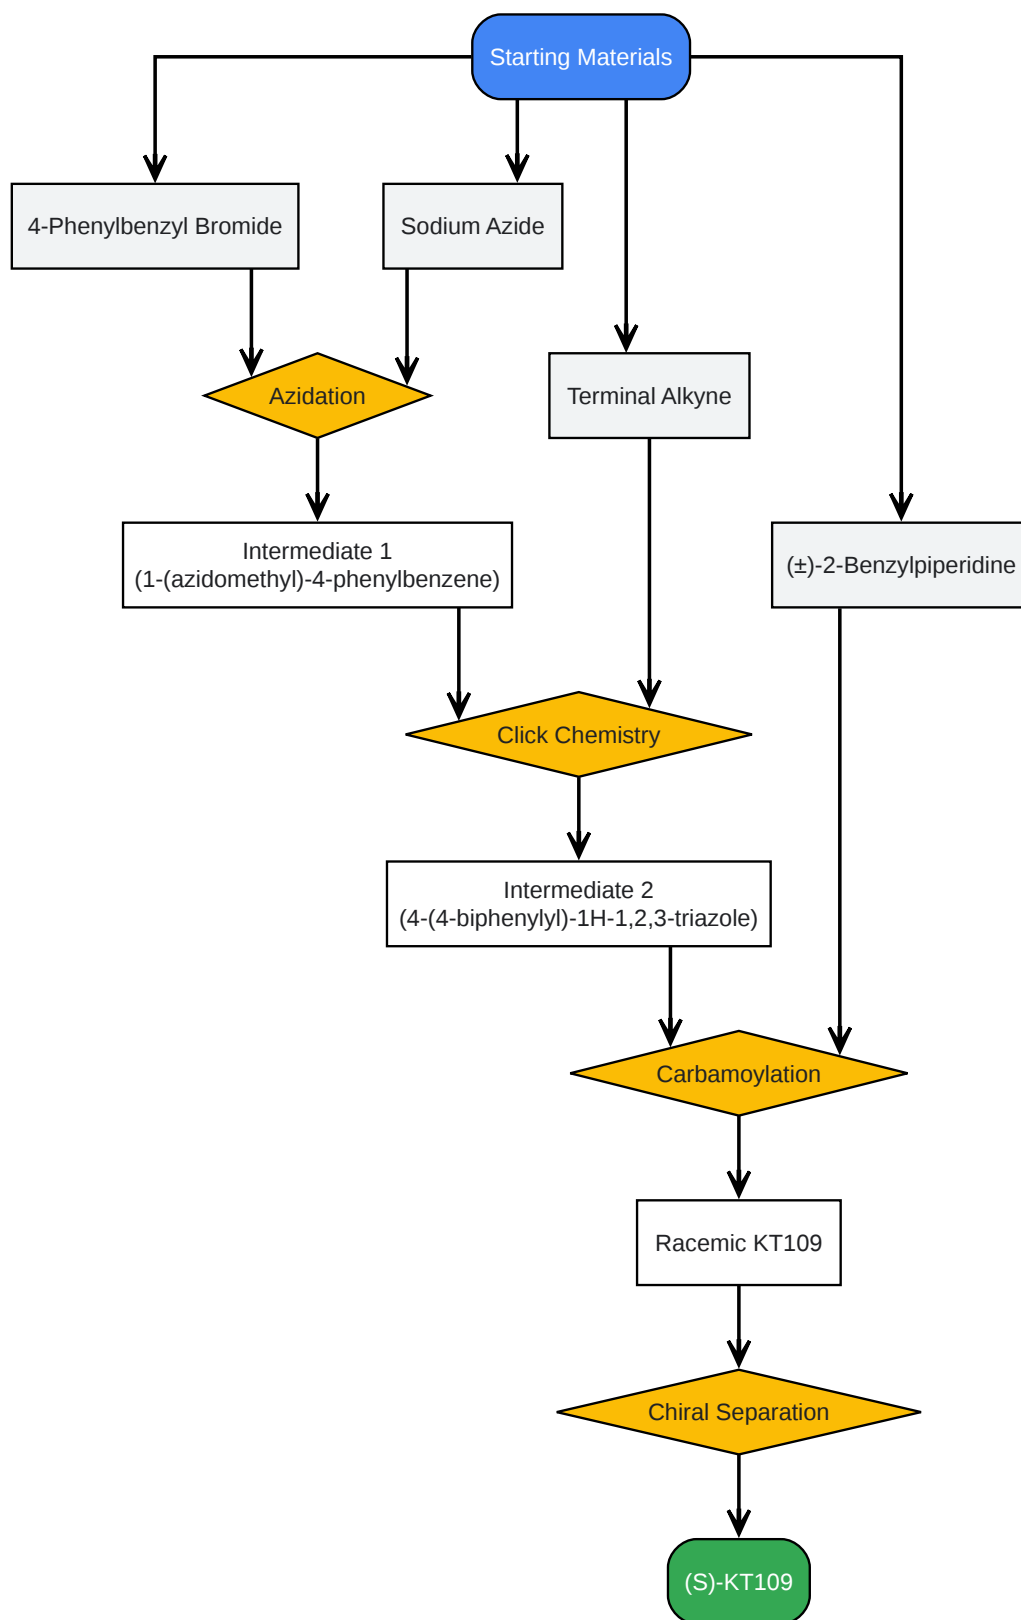 Starting Materials
4-Phenylbenzyl Bromide
Sodium Azide
Azidation
Terminal Alkyne
Intermediate 1
(1-(azidomethyl)-4-phenylbenzene)
(±)-2-Benzylpiperidine
Click Chemistry
Intermediate 2
(4-(4-biphenylyl)-1H-1,2,3-triazole)
Carbamoylation
Racemic KT109
Chiral Separation
(S)-KT109